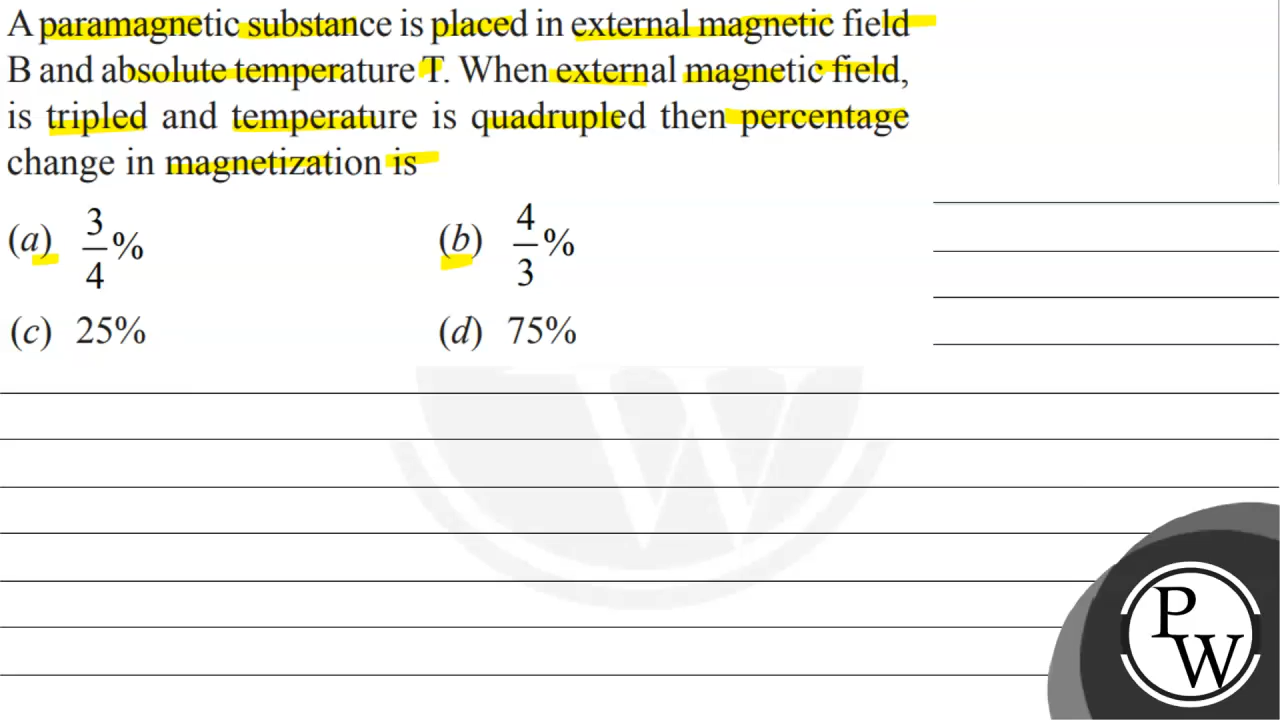 A paramagnetic substance is placed in external magnetic field
B and absolute temperature T. When external magnetic field,
is tripled and temperature is quadrupled then percentage
change in magnetization is
(a) 3/4 % (b) 4/3 %
(c) 25% (d) 75%
W
P
W